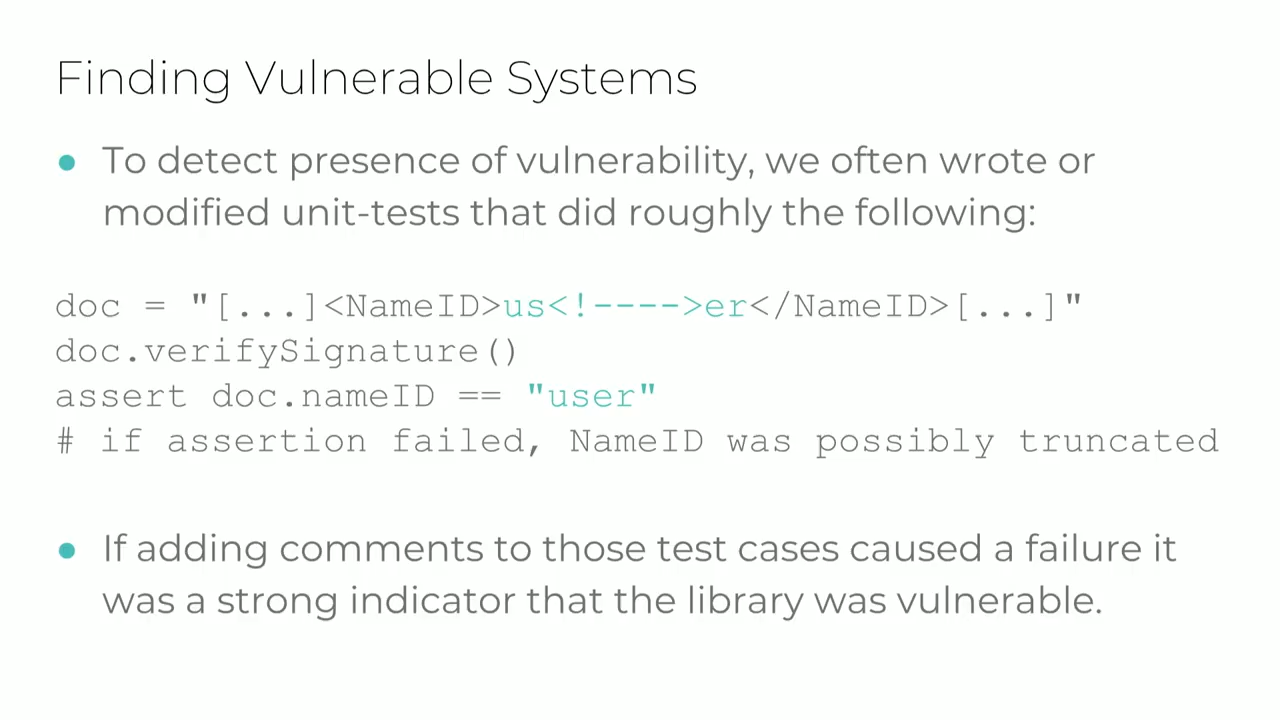 Finding Vulnerable Systems
● To detect presence of vulnerability, we often wrote or
modified unit-tests that did roughly the following:
doc = "[...]<NameID>us<!---->er</NameID>[...]"
doc.verifySignature()
assert doc.nameID == "user"
# if assertion failed, NameID was possibly truncated
● If adding comments to those test cases caused a failure it
was a strong indicator that the library was vulnerable.